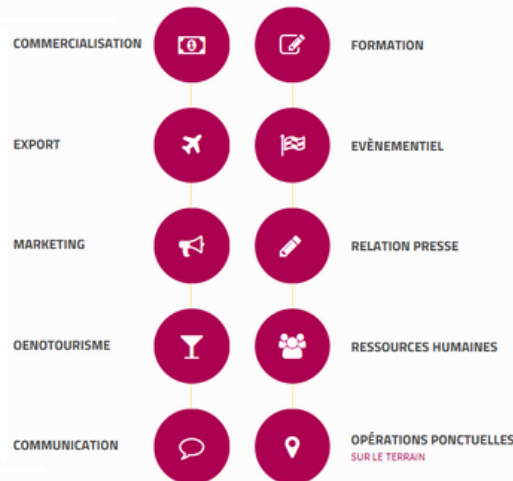 COMMERCIALISATION
FORMATION
EXPORT
EVÈNEMENTIEL
MARKETING
RELATION PRESSE
OENOTOURISME
RESSOURCES HUMAINES
COMMUNICATION
OPÉRATIONS PONCTUELLES
SUR LE TERRAIN